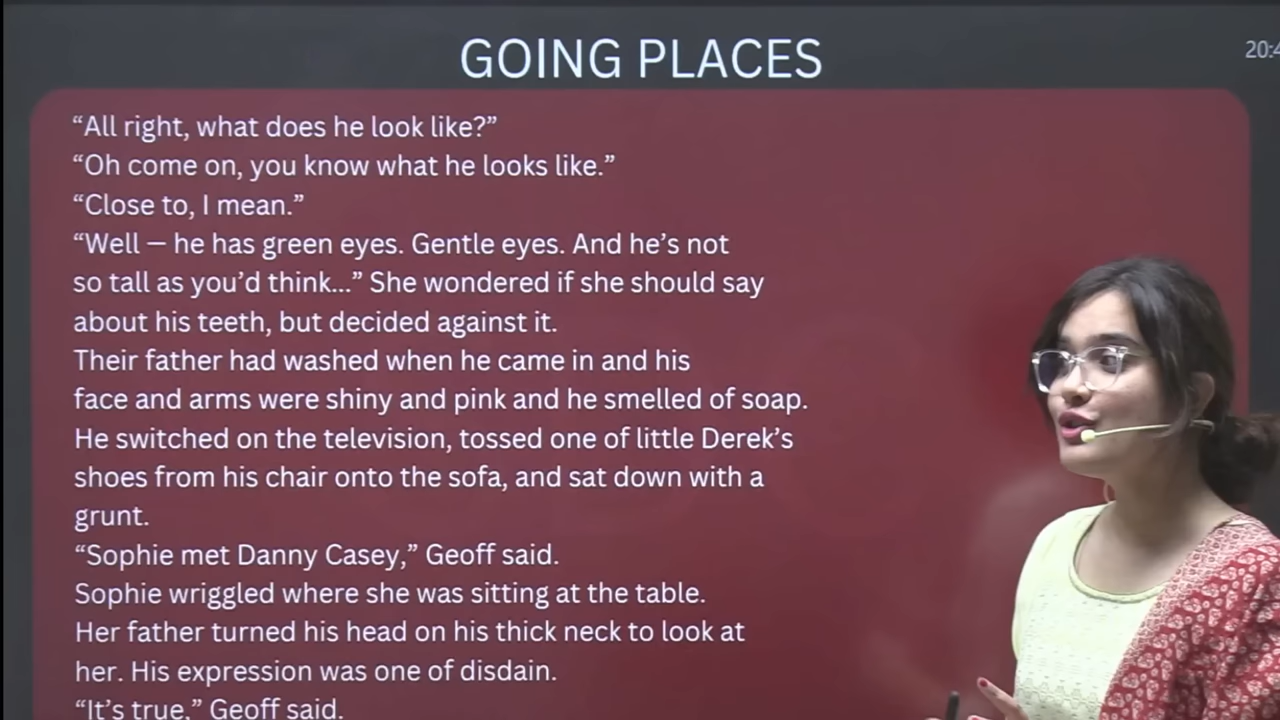 GOING PLACES
20:4
“All right, what does he look like?”
“Oh come on, you know what he looks like.”
“Close to, I mean.”
“Well — he has green eyes. Gentle eyes. And he’s not
so tall as you’d think...” She wondered if she should say
about his teeth, but decided against it.
Their father had washed when he came in and his
face and arms were shiny and pink and he smelled of soap.
He switched on the television, tossed one of little Derek’s
shoes from his chair onto the sofa, and sat down with a
grunt.
“Sophie met Danny Casey,” Geoff said.
Sophie wriggled where she was sitting at the table.
Her father turned his head on his thick neck to look at
her. His expression was one of disdain.
“It’s true,” Geoff said.